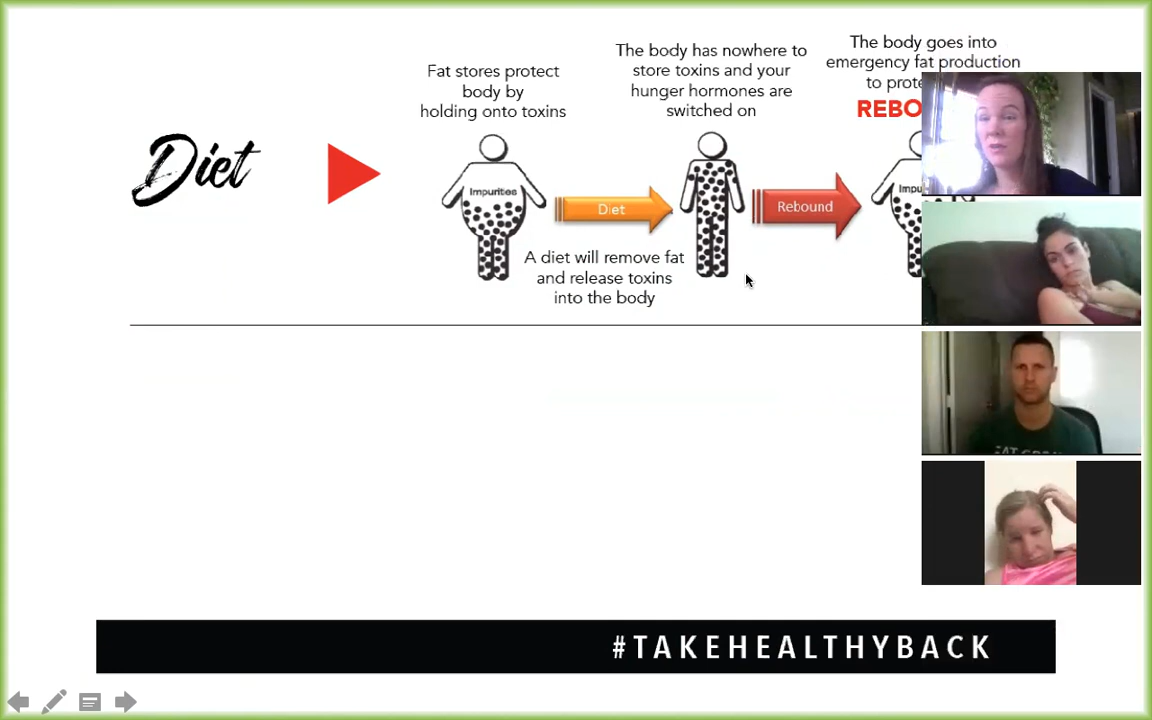 Fat stores protect
body by
holding onto toxins
The body has nowhere to
store toxins and your
hunger hormones are
switched on
The body goes into
emergency fat production
to
Diet
Impurities
Diet
Rebound
A diet will remove fat
and release toxins
into the body
#TAKEHEALTHYBACK